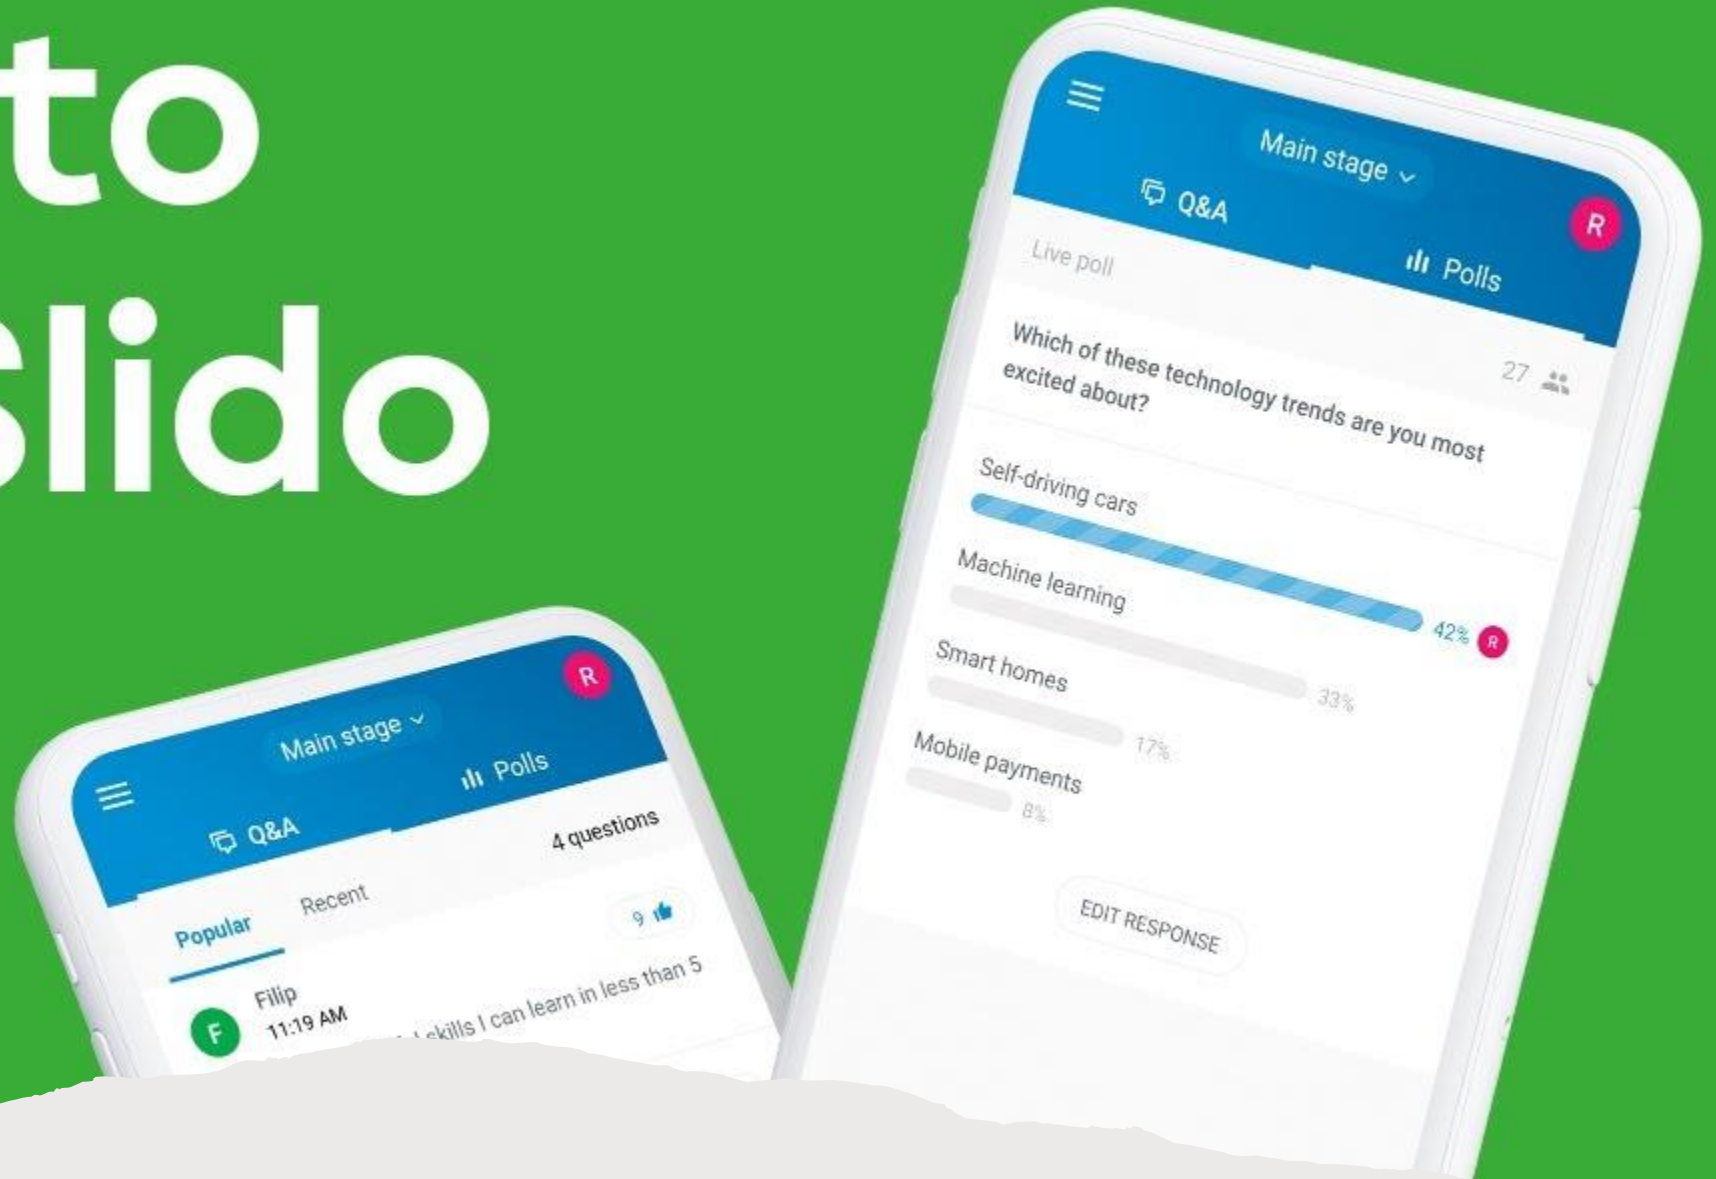 to
Slido
Main stage
R
Q&A
Polls
Popular
Recent
4 questions
9
F
Filip
11:19 AM
skills I can learn in less than 5
Main stage
R
Q&A
Polls
Live poll
27
Which of these technology trends are you most
excited about?
Self-driving cars
42% R
Machine learning
33%
Smart homes
17%
Mobile payments
8%
EDIT RESPONSE